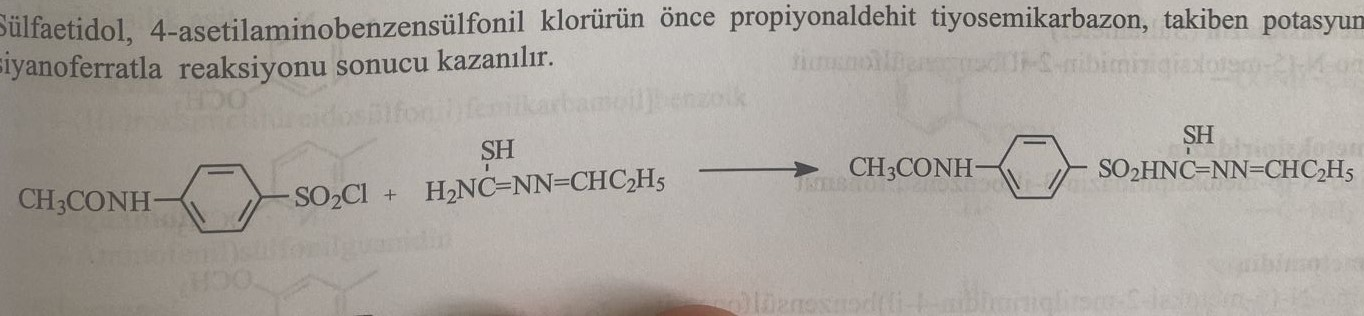 Sülfaetidol, 4-asetilaminobenzensülfonil klorürün önce propiyonaldehit tiyosemikarbazon, takiben potasyum
siyanoferratla reaksiyonu sonucu kazanılır.
SH
SH
CH₃CONH SO₂Cl + H₂NC=NN=CHC₂H₅ CH₃CONH SO₂HNC=NN=CHC₂H₅